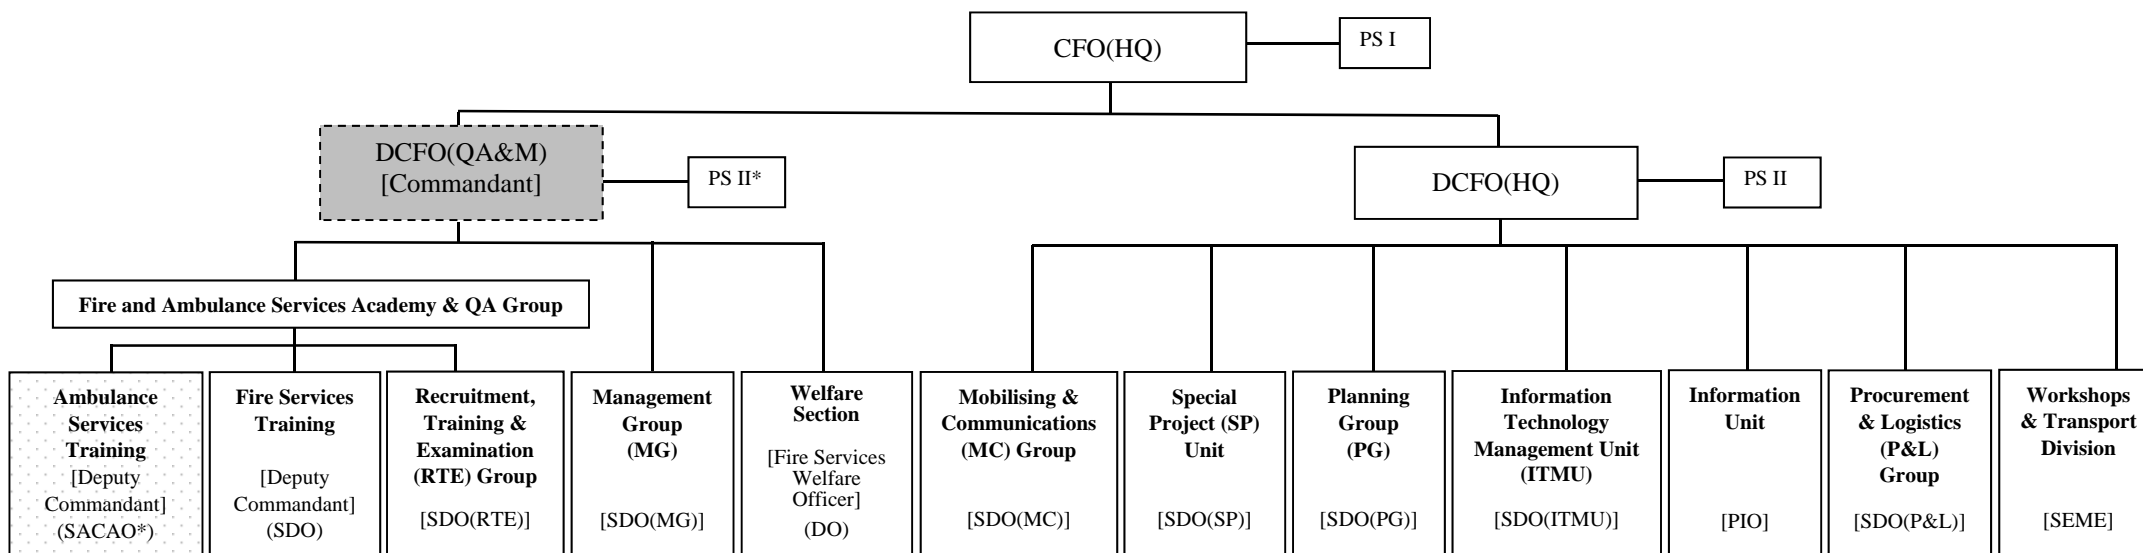 CFO(HQ)
PS I
DCFO(QA&M)
[Commandant]
PS II*
DCFO(HQ)
PS II
Fire and Ambulance Services Academy & QA Group
Ambulance
Services
Training
[Deputy
Commandant]
(SACAO*)
Fire Services
Training
[Deputy
Commandant]
(SDO)
Recruitment,
Training &
Examination
(RTE) Group
[SDO(RTE)]
Management
Group
(MG)
[SDO(MG)]
Welfare
Section
[Fire Services
Welfare
Officer]
(DO)
Mobilising &
Communications
(MC) Group
[SDO(MC)]
Special
Project (SP)
Unit
[SDO(SP)]
Planning
Group
(PG)
[SDO(PG)]
Information
Technology
Management Unit
(ITMU)
[SDO(ITMU)]
Information
Unit
[PIO]
Procurement
& Logistics
(P&L)
Group
[SDO(P&L)]
Workshops
& Transport
Division
[SEME]